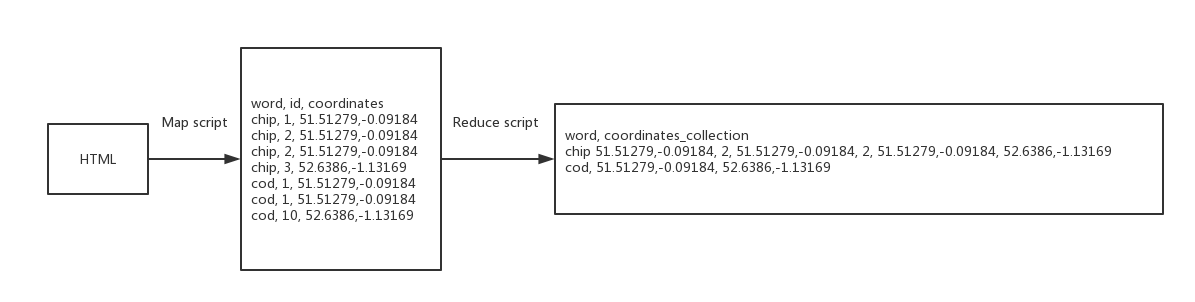 HTML
Map script
word, id, coordinates
chip, 1, 51.51279,-0.09184
chip, 2, 51.51279,-0.09184
chip, 2, 51.51279,-0.09184
chip, 3, 52.6386,-1.13169
cod, 1, 51.51279,-0.09184
cod, 1, 51.51279,-0.09184
cod, 10, 52.6386,-1.13169
Reduce script
word, coordinates_collection
chip 51.51279,-0.09184, 2, 51.51279,-0.09184, 2, 51.51279,-0.09184, 52.6386,-1.13169
cod, 51.51279,-0.09184, 52.6386,-1.13169